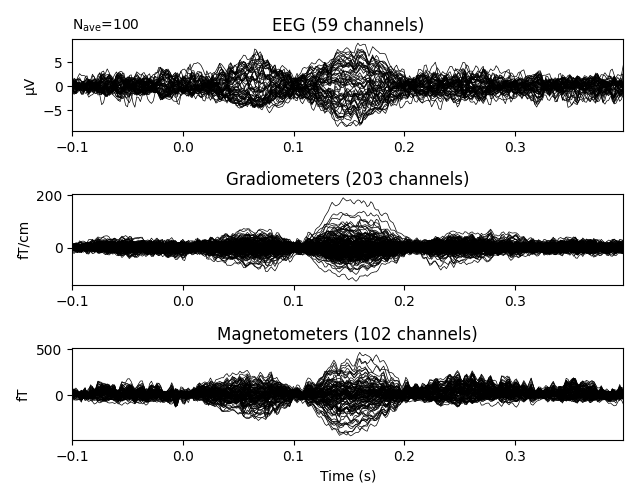 Nave=100
EEG (59 channels)
5
0
−5
µV
−0.1 0.0 0.1 0.2 0.3
Gradiometers (203 channels)
200
0
fT/cm
−0.1 0.0 0.1 0.2 0.3
Magnetometers (102 channels)
500
0
fT
−0.1 0.0 0.1 0.2 0.3
Time (s)